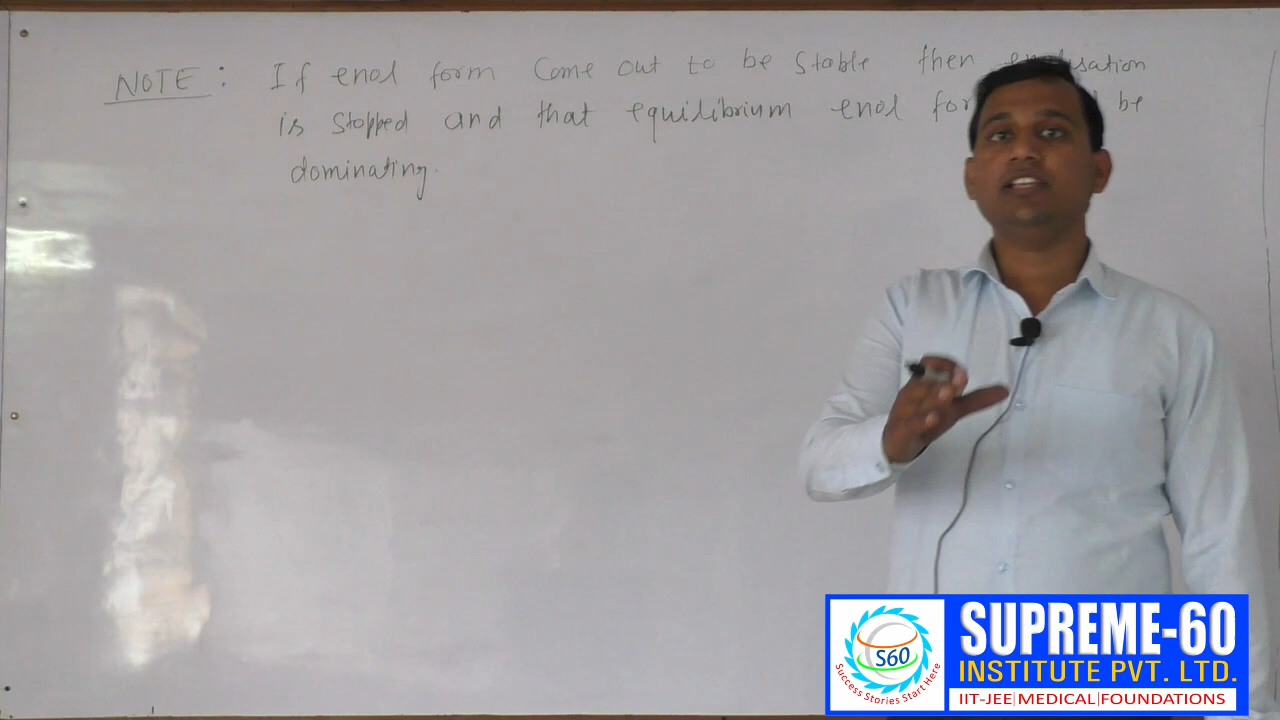 NOTE : If enol form Come out to be Stable then
is Stopped and that equilibrium enol be
dominating.
S60
Success Stories Start Here
SUPREME-60
INSTITUTE PVT. LTD.
IIT-JEE|MEDICAL|FOUNDATIONS